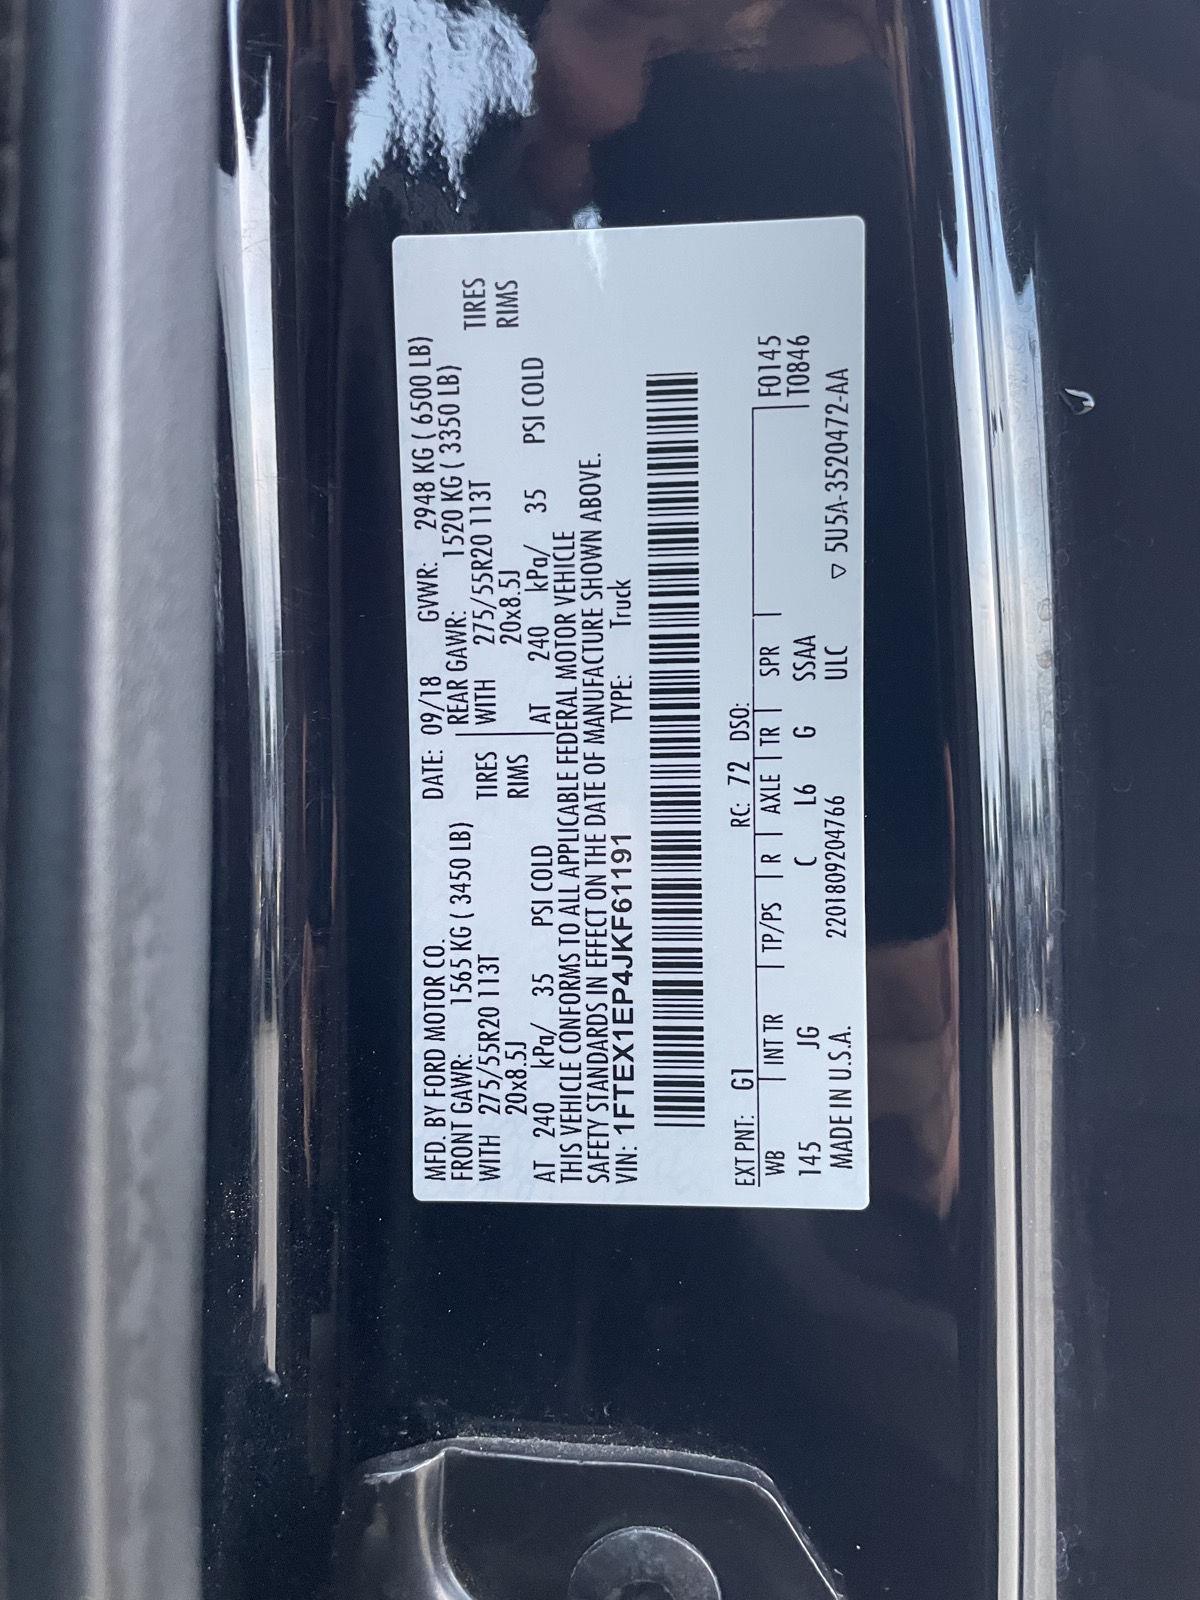 MFD. BY FORD MOTOR CO. DATE: 09/18 GVWR: 2948 KG ( 6500 LB)
FRONT GAWR: 1565 KG ( 3450 LB) REAR GAWR: 1520 KG ( 3350 LB)
WITH 275/55R20 113T TIRES WITH 275/55R20 113T TIRES
20x8.5J RIMS 20x8.5J RIMS
AT 240 kPa/ 35 PSI COLD AT 240 kPa/ 35 PSI COLD
THIS VEHICLE CONFORMS TO ALL APPLICABLE FEDERAL MOTOR VEHICLE
SAFETY STANDARDS IN EFFECT ON THE DATE OF MANUFACTURE SHOWN ABOVE.
VIN: 1FTEX1EP4JKF61191 TYPE: Truck
EXT PNT: G1 RC: 72 DSO:
WB INT TR TP/PS R AXLE TR SPR F0145
145 JG C L6 G SSAA T0846
MADE IN U.S.A. 220180920476​6 ULC ▽ 5U5A-3520472-AA